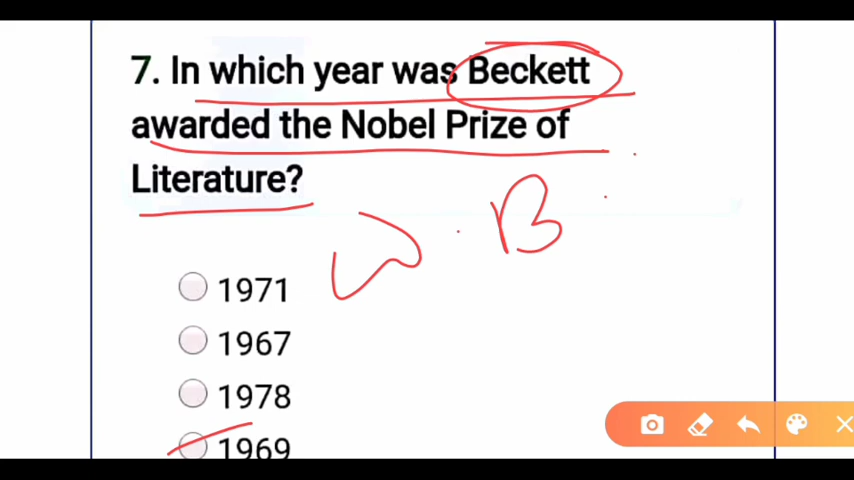 7. In which year was Beckett
awarded the Nobel Prize of
Literature?
W. B
1971
1967
1978
1969